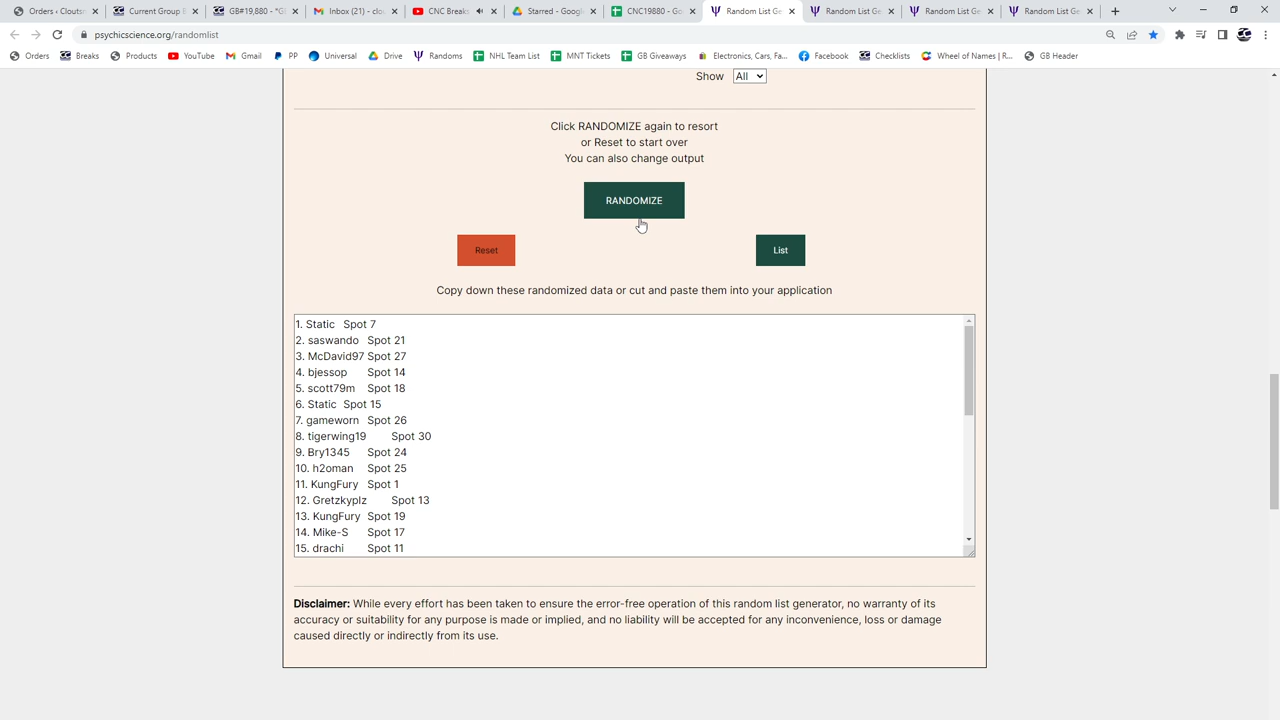 Orders ‹ Cloutsn
Current Group B
GB#19,880 - *G
Inbox (21) - clow
CNC Breaks
Starred - Google
CNC19880 - Go
Random List Ge
Random List Gen
Random List Gen
Random List Gen
psychicscience.org/randomlist
Orders
Breaks
Products
YouTube
Gmail
PP
Universal
Drive
Randoms
NHL Team List
MNT Tickets
GB Giveaways
Electronics, Cars, Fa...
Facebook
Checklists
Wheel of Names | R...
GB Header
Show All
Click RANDOMIZE again to resort
or Reset to start over
You can also change output
RANDOMIZE
Reset
List
Copy down these randomized data or cut and paste them into your application
1. Static Spot 7
2. saswando Spot 21
3. McDavid97 Spot 27
4. bjessop Spot 14
5. scott79m Spot 18
6. Static Spot 15
7. gameworn Spot 26
8. tigerwing19 Spot 30
9. Bry1345 Spot 24
10. h2oman Spot 25
11. KungFury Spot 1
12. Gretzkyplz Spot 13
13. KungFury Spot 19
14. Mike-S Spot 17
15. drachi Spot 11
Disclaimer: While every effort has been taken to ensure the error-free operation of this random list generator, no warranty of its
accuracy or suitability for any purpose is made or implied, and no liability will be accepted for any inconvenience, loss or damage
caused directly or indirectly from its use.